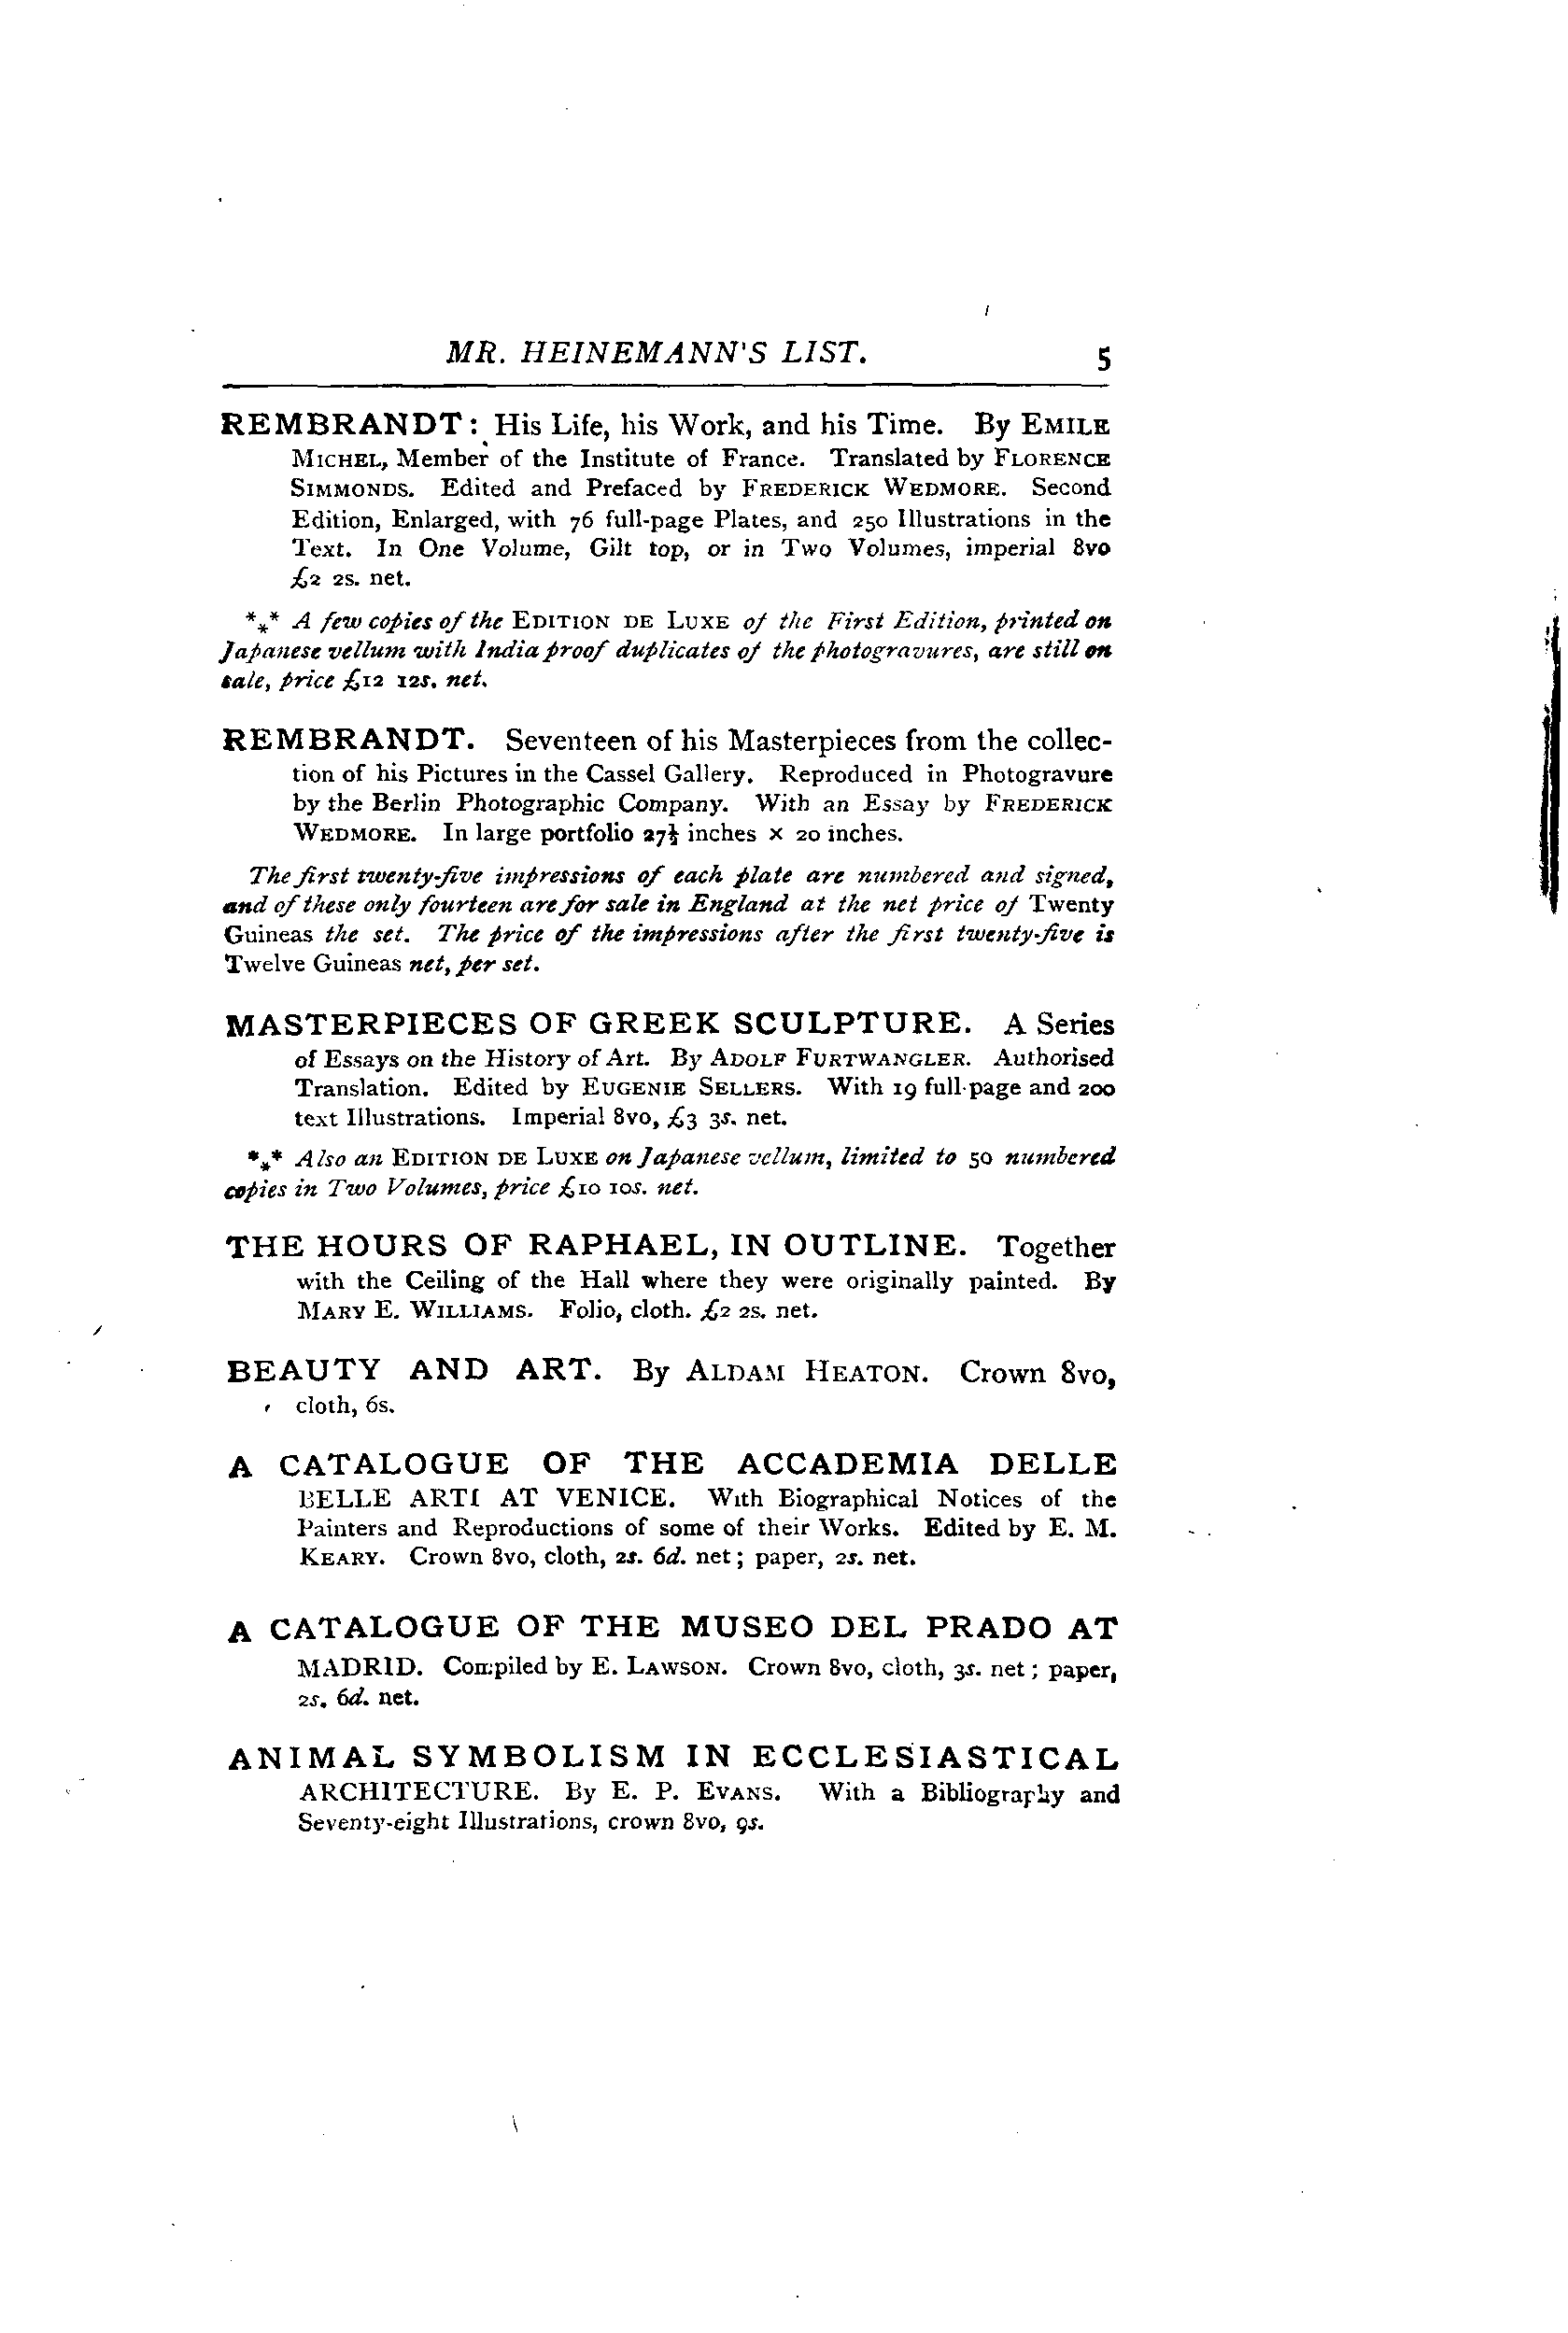 MR. HEINEMANN'S LIST. 5
REMBRANDT: His Life, his Work, and his Time. By EMILE
MICHEL, Member of the Institute of France. Translated by FLORENCE
SIMMONDS. Edited and Prefaced by FREDERICK WEDMORE. Second
Edition, Enlarged, with 76 full-page Plates, and 250 Illustrations in the
Text. In One Volume, Gilt top, or in Two Volumes, imperial 8vo
£2 2s. net.
*** A few copies of the EDITION DE LUXE of the First Edition, printed on
Japanese vellum with India proof duplicates of the photogravures, are still on
sale, price £12 12s. net.
REMBRANDT. Seventeen of his Masterpieces from the collec-
tion of his Pictures in the Cassel Gallery. Reproduced in Photogravure
by the Berlin Photographic Company. With an Essay by FREDERICK
WEDMORE. In large portfolio 27½ inches × 20 inches.
The first twenty-five impressions of each plate are numbered and signed,
and of these only fourteen are for sale in England at the net price of Twenty
Guineas the set. The price of the impressions after the first twenty-five is
Twelve Guineas net, per set.
MASTERPIECES OF GREEK SCULPTURE. A Series
of Essays on the History of Art. By ADOLF FURTWANGLER. Authorised
Translation. Edited by EUGENIE SELLERS. With 19 full-page and 200
text Illustrations. Imperial 8vo, £3 3s. net.
*** Also an EDITION DE LUXE on Japanese vellum, limited to 50 numbered
copies in Two Volumes, price £10 10s. net.
THE HOURS OF RAPHAEL, IN OUTLINE. Together
with the Ceiling of the Hall where they were originally painted. By
MARY E. WILLIAMS. Folio, cloth. £2 2s. net.
BEAUTY AND ART. By ALDAM HEATON. Crown 8vo,
cloth, 6s.
A CATALOGUE OF THE ACCADEMIA DELLE
BELLE ARTI AT VENICE. With Biographical Notices of the
Painters and Reproductions of some of their Works. Edited by E. M.
KEARY. Crown 8vo, cloth, 2s. 6d. net; paper, 2s. net.
A CATALOGUE OF THE MUSEO DEL PRADO AT
MADRID. Compiled by E. LAWSON. Crown 8vo, cloth, 3s. net; paper,
2s. 6d. net.
ANIMAL SYMBOLISM IN ECCLESIASTICAL
ARCHITECTURE. By E. P. EVANS. With a Bibliography and
Seventy-eight Illustrations, crown 8vo, 9s.